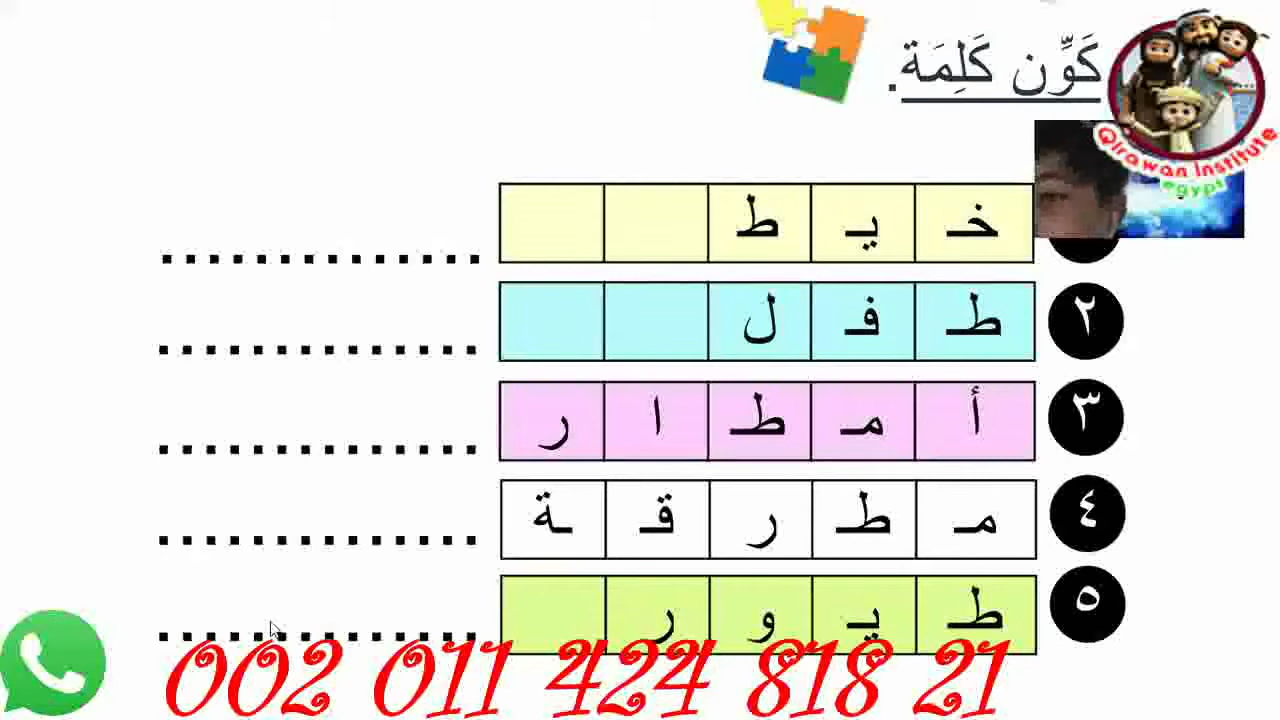 كَوِّن كَلِمَة.
Qirawan institute
egypt
خـ يـ ط
٢ طـ فـ ل
٣ أ مـ طـ ا ر
٤ مـ طـ ر قـ ـة
٥ طـ يـ و ر
002 011 424 818 21